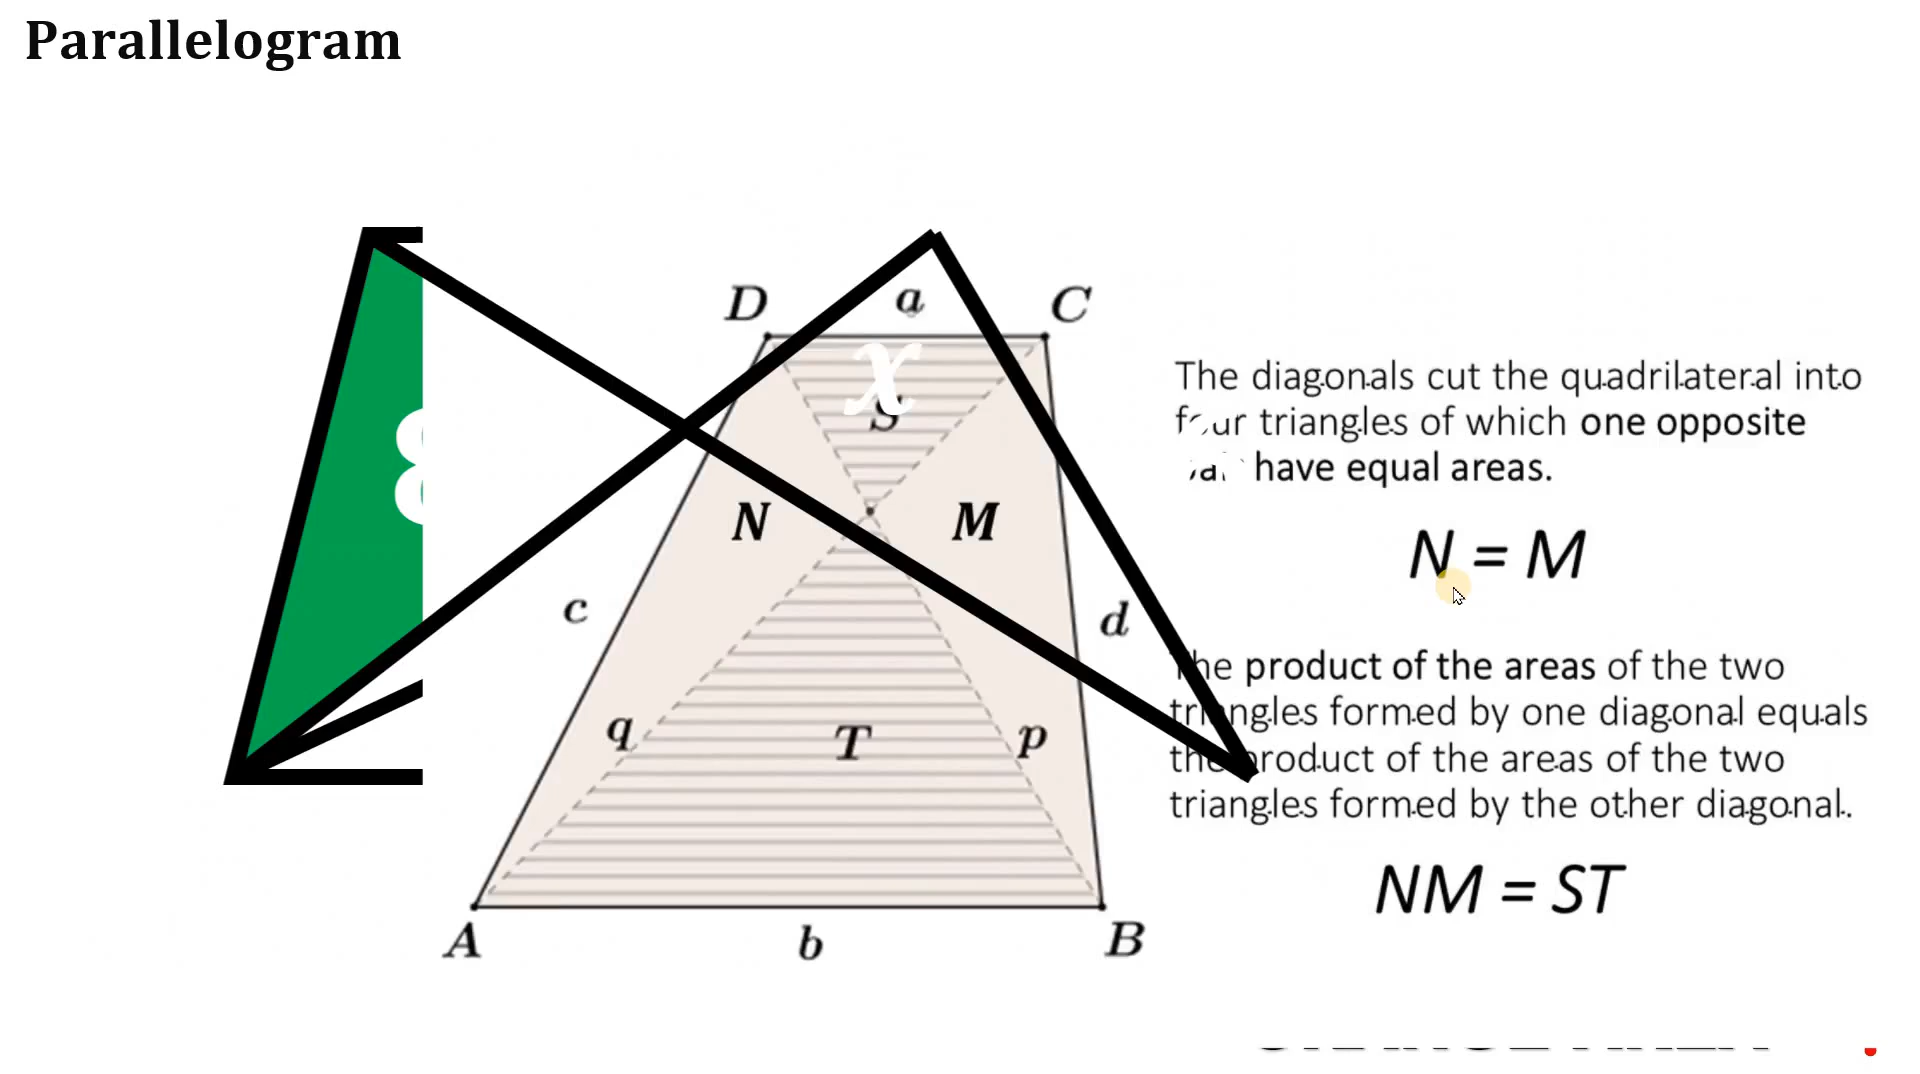 Parallelogram
D
a
C
x
S
The diagonals cut the quadrilateral into
four triangles of which one opposite
have equal areas.
N
M
N = M
c
d
The product of the areas of the two
triangles formed by one diagonal equals
the product of the areas of the two
triangles formed by the other diagonal.
q
T
p
NM = ST
A
b
B